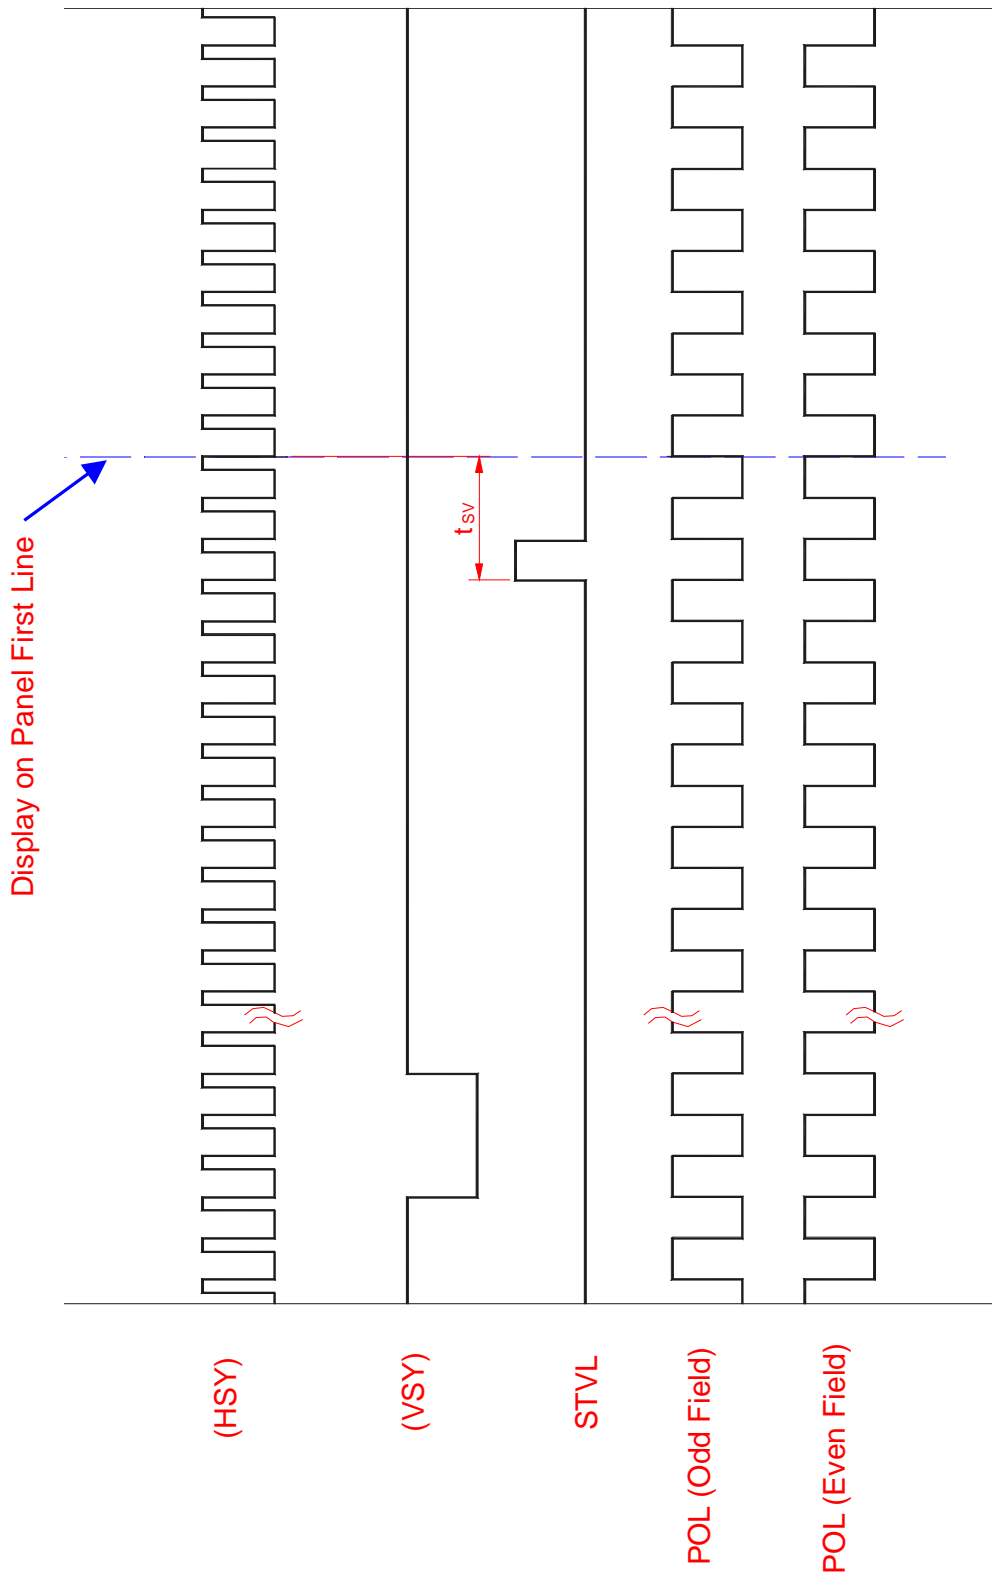 Display on Panel First Line
tsv
(HSY)
(VSY)
STVL
POL (Odd Field)
POL (Even Field)